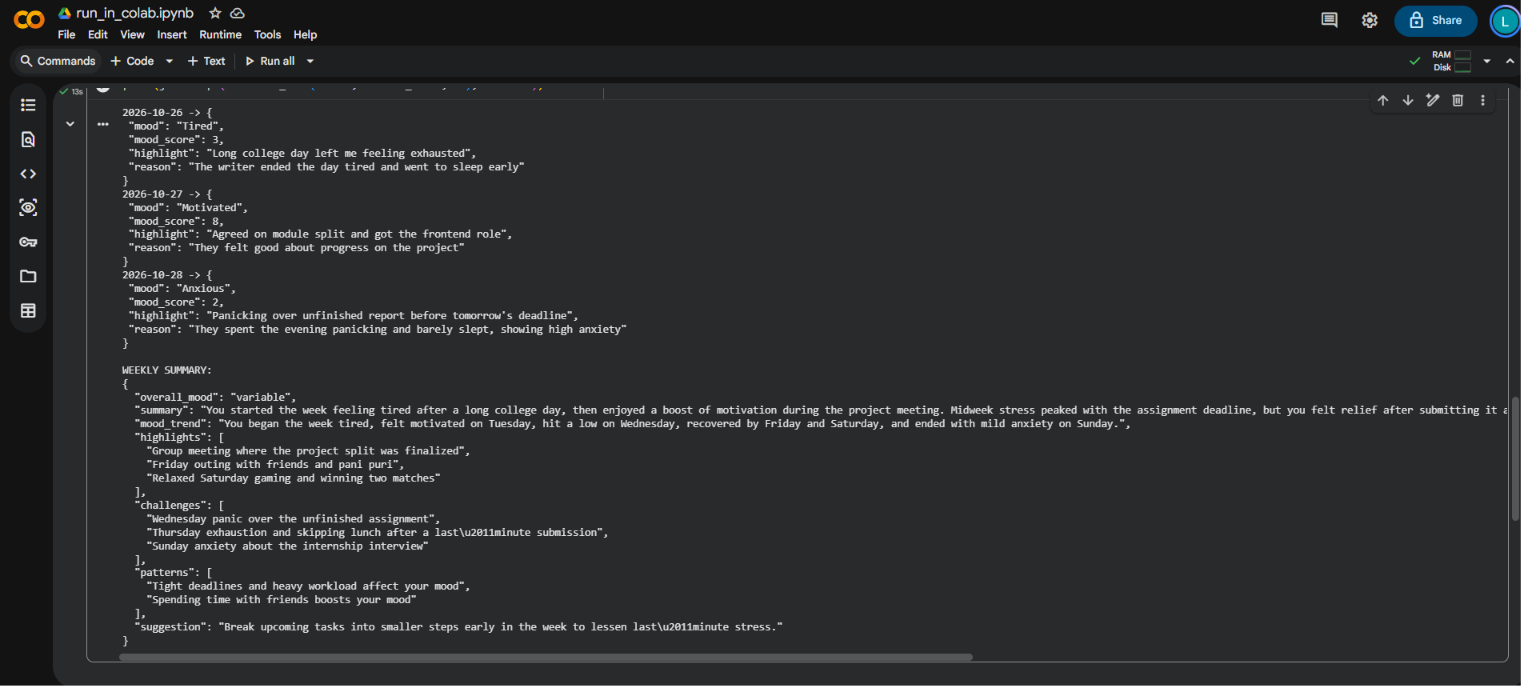 run_in_colab.ipynb
File Edit View Insert Runtime Tools Help
Share
L
Commands + Code + Text Run all
RAM
Disk
13s
2026-10-26 -> {
"mood": "Tired",
"mood_score": 3,
"highlight": "Long college day left me feeling exhausted",
"reason": "The writer ended the day tired and went to sleep early"
}
2026-10-27 -> {
"mood": "Motivated",
"mood_score": 8,
"highlight": "Agreed on module split and got the frontend role",
"reason": "They felt good about progress on the project"
}
2026-10-28 -> {
"mood": "Anxious",
"mood_score": 2,
"highlight": "Panicking over unfinished report before tomorrow's deadline",
"reason": "They spent the evening panicking and barely slept, showing high anxiety"
}
WEEKLY SUMMARY:
{
"overall_mood": "variable",
"summary": "You started the week feeling tired after a long college day, then enjoyed a boost of motivation during the project meeting. Midweek stress peaked with the assignment deadline, but you felt relief after submitting it
"mood_trend": "You began the week tired, felt motivated on Tuesday, hit a low on Wednesday, recovered by Friday and Saturday, and ended with mild anxiety on Sunday.",
"highlights": [
"Group meeting where the project split was finalized",
"Friday outing with friends and pani puri",
"Relaxed Saturday gaming and winning two matches"
],
"challenges": [
"Wednesday panic over the unfinished assignment",
"Thursday exhaustion and skipping lunch after a last\u2011minute submission",
"Sunday anxiety about the internship interview"
],
"patterns": [
"Tight deadlines and heavy workload affect your mood",
"Spending time with friends boosts your mood"
],
"suggestion": "Break upcoming tasks into smaller steps early in the week to lessen last\u2011minute stress."
}